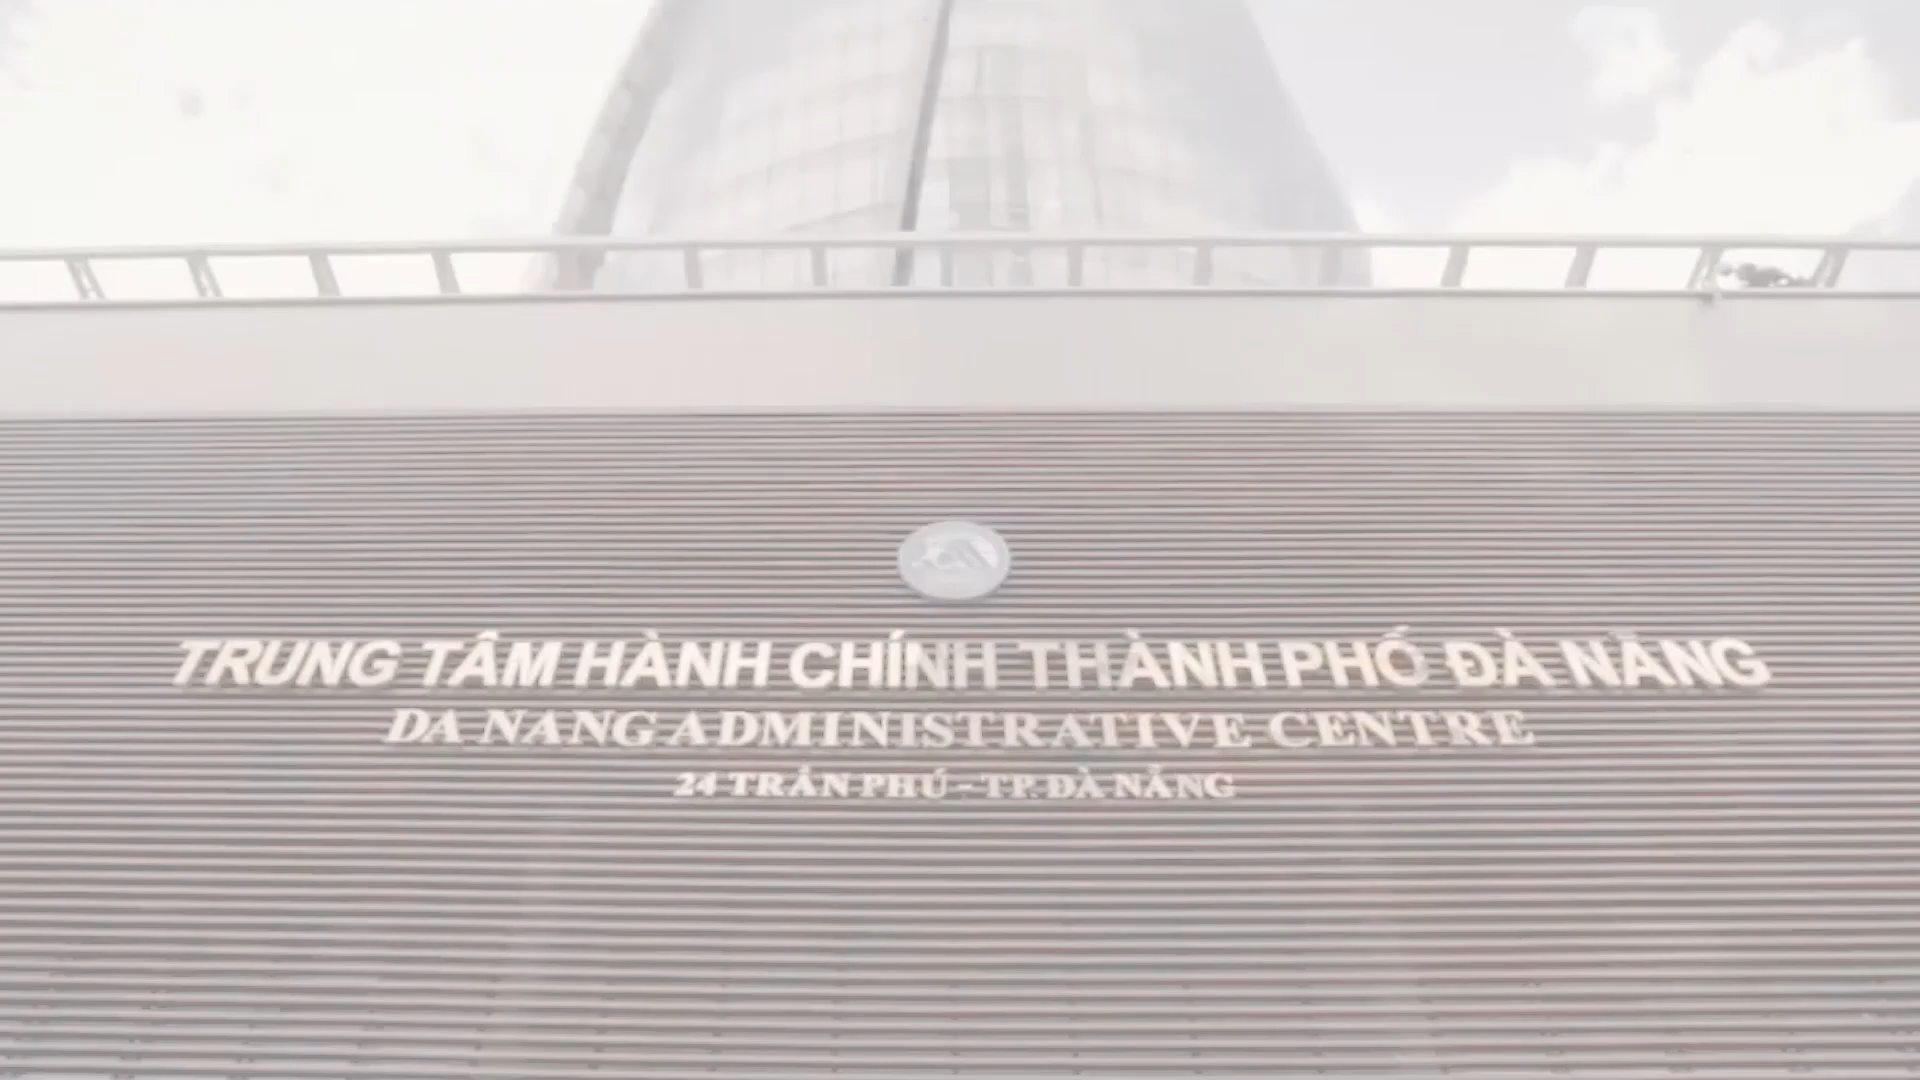 TRUNG TÂM HÀNH CHÍNH THÀNH PHỐ ĐÀ NẴNG
DA NANG ADMINISTRATIVE CENTRE
24 TRẦN PHÚ - TP. ĐÀ NẴNG